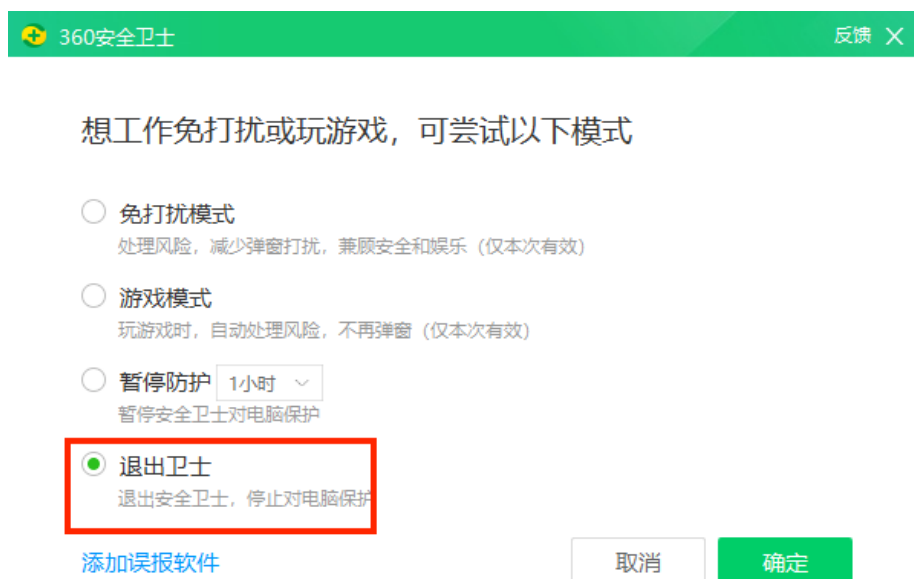 360安全卫士 反馈
想工作免打扰或玩游戏，可尝试以下模式
免打扰模式
处理风险，减少弹窗打扰，兼顾安全和娱乐（仅本次有效）
游戏模式
玩游戏时，自动处理风险，不再弹窗（仅本次有效）
暂停防护 1小时
暂停安全卫士对电脑保护
退出卫士
退出安全卫士，停止对电脑保护
添加误报软件 取消 确定